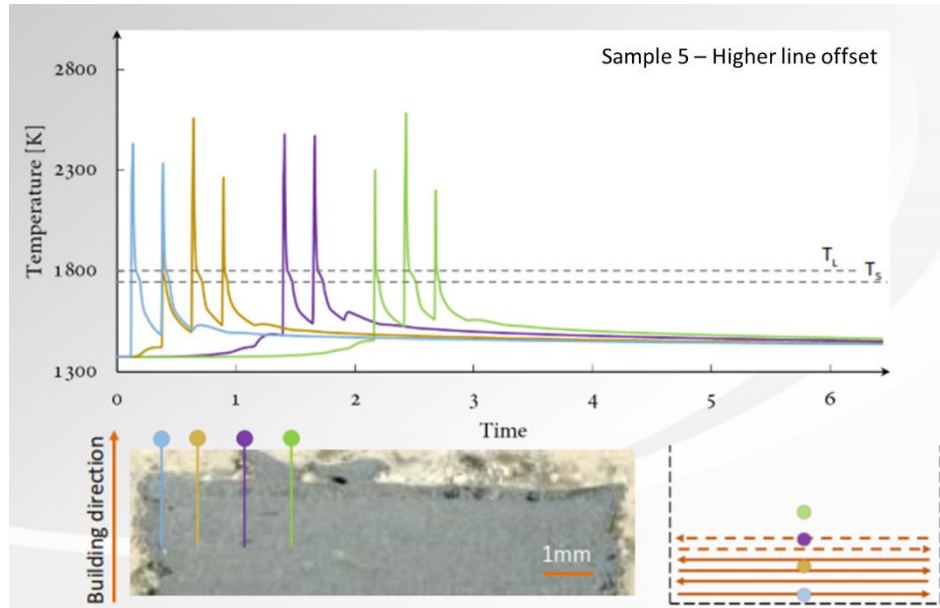 Sample 5 – Higher line offset
Temperature [K]
2800
2300
1800
1300
T_L
T_S
0 1 2 3 4 5 6
Time
Building direction
1mm